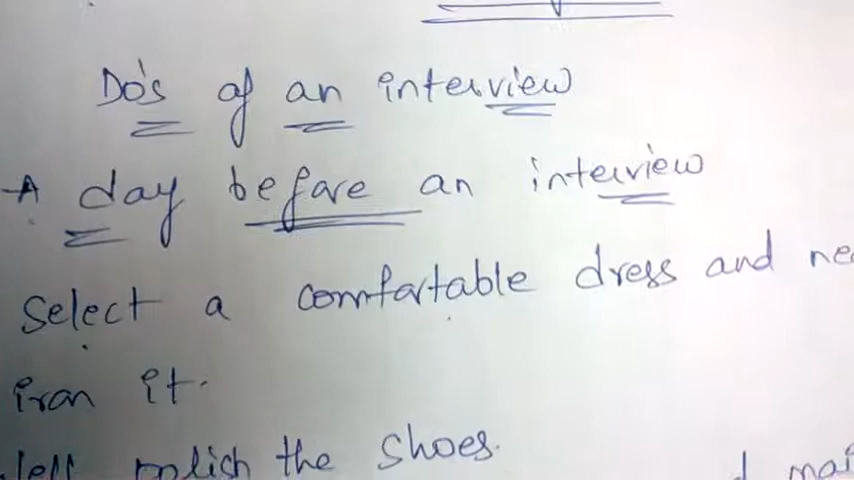 Do's of an interview
A day before an interview
Select a comfortable dress and
iron it.
polish the shoes.